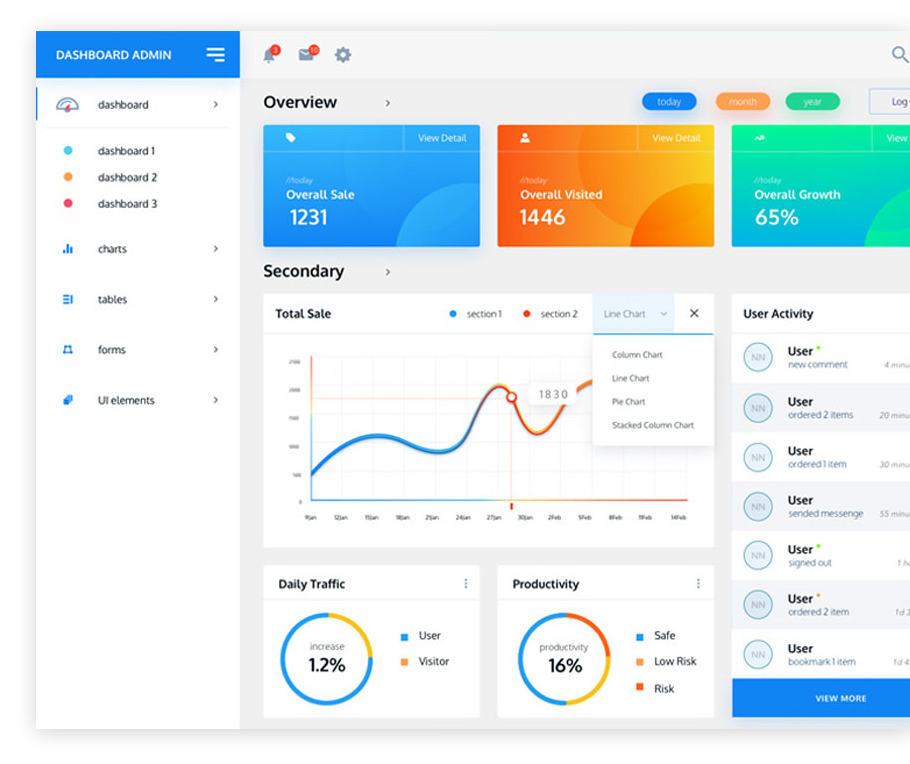 DASHBOARD ADMIN
3
10
dashboard
dashboard 1
dashboard 2
dashboard 3
charts
tables
forms
UI elements
Overview
today
month
year
Log
View Detail
//today
Overall Sale
1231
View Detail
//today
Overall Visited
1446
View
//today
Overall Growth
65%
Secondary
Total Sale
section 1
section 2
Line Chart
Column Chart
Line Chart
Pie Chart
Stacked Column Chart
1830
2100
2000
1500
1000
500
0
9Jan 12Jan 15Jan 18Jan 21Jan 24Jan 27Jan 30Jan 2Feb 5Feb 8Feb 11Feb 14Feb
User Activity
NN
User
new comment
4 minu
NN
User
ordered 2 items
20 minu
NN
User
ordered 1 item
30 minu
NN
User
sended messenge
55 minu
NN
User
signed out
1 h
NN
User
ordered 2 item
1d 3
NN
User
bookmark 1 item
1d 4
VIEW MORE
Daily Traffic
increase
1.2%
User
Visitor
Productivity
productivity
16%
Safe
Low Risk
Risk